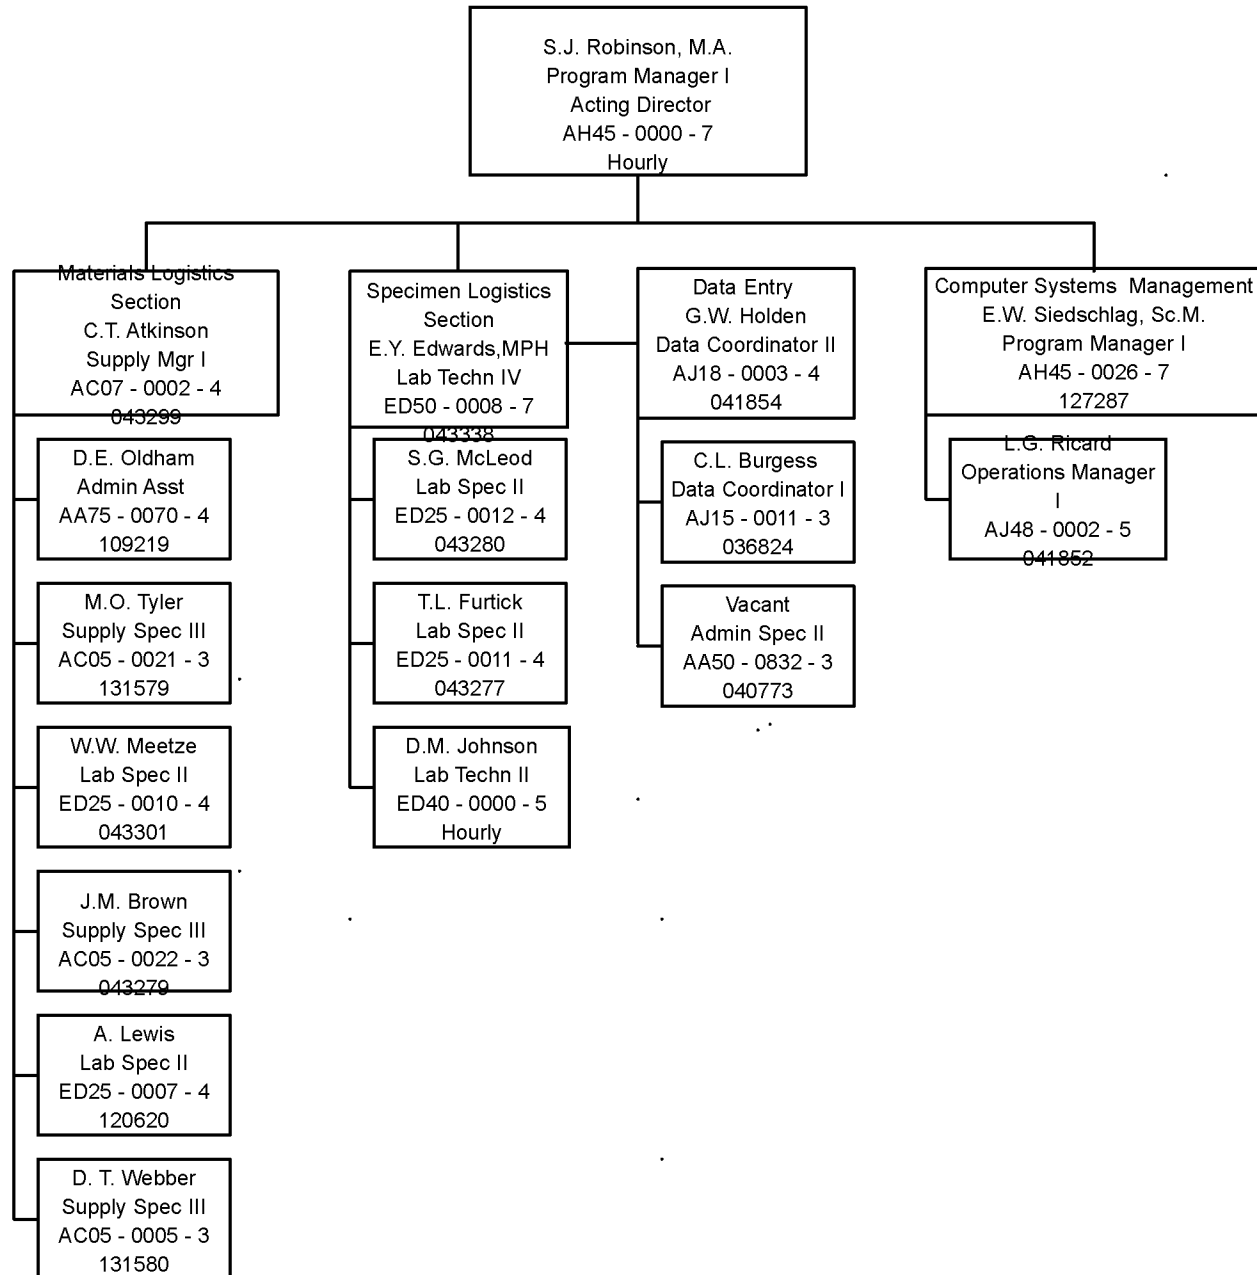 S.J. Robinson, M.A.
Program Manager I
Acting Director
AH45 - 0000 - 7
Hourly
Materials Logistics
Section
C.T. Atkinson
Supply Mgr I
AC07 - 0002 - 4
043299
D.E. Oldham
Admin Asst
AA75 - 0070 - 4
109219
M.O. Tyler
Supply Spec III
AC05 - 0021 - 3
131579
W.W. Meetze
Lab Spec II
ED25 - 0010 - 4
043301
J.M. Brown
Supply Spec III
AC05 - 0022 - 3
043279
A. Lewis
Lab Spec II
ED25 - 0007 - 4
120620
D. T. Webber
Supply Spec III
AC05 - 0005 - 3
131580
Specimen Logistics
Section
E.Y. Edwards,MPH
Lab Techn IV
ED50 - 0008 - 7
043338
S.G. McLeod
Lab Spec II
ED25 - 0012 - 4
043280
T.L. Furtick
Lab Spec II
ED25 - 0011 - 4
043277
D.M. Johnson
Lab Techn II
ED40 - 0000 - 5
Hourly
Data Entry
G.W. Holden
Data Coordinator II
AJ18 - 0003 - 4
041854
C.L. Burgess
Data Coordinator I
AJ15 - 0011 - 3
036824
Vacant
Admin Spec II
AA50 - 0832 - 3
040773
Computer Systems  Management
E.W. Siedschlag, Sc.M.
Program Manager I
AH45 - 0026 - 7
127287
L.G. Ricard
Operations Manager
I
AJ48 - 0002 - 5
041852